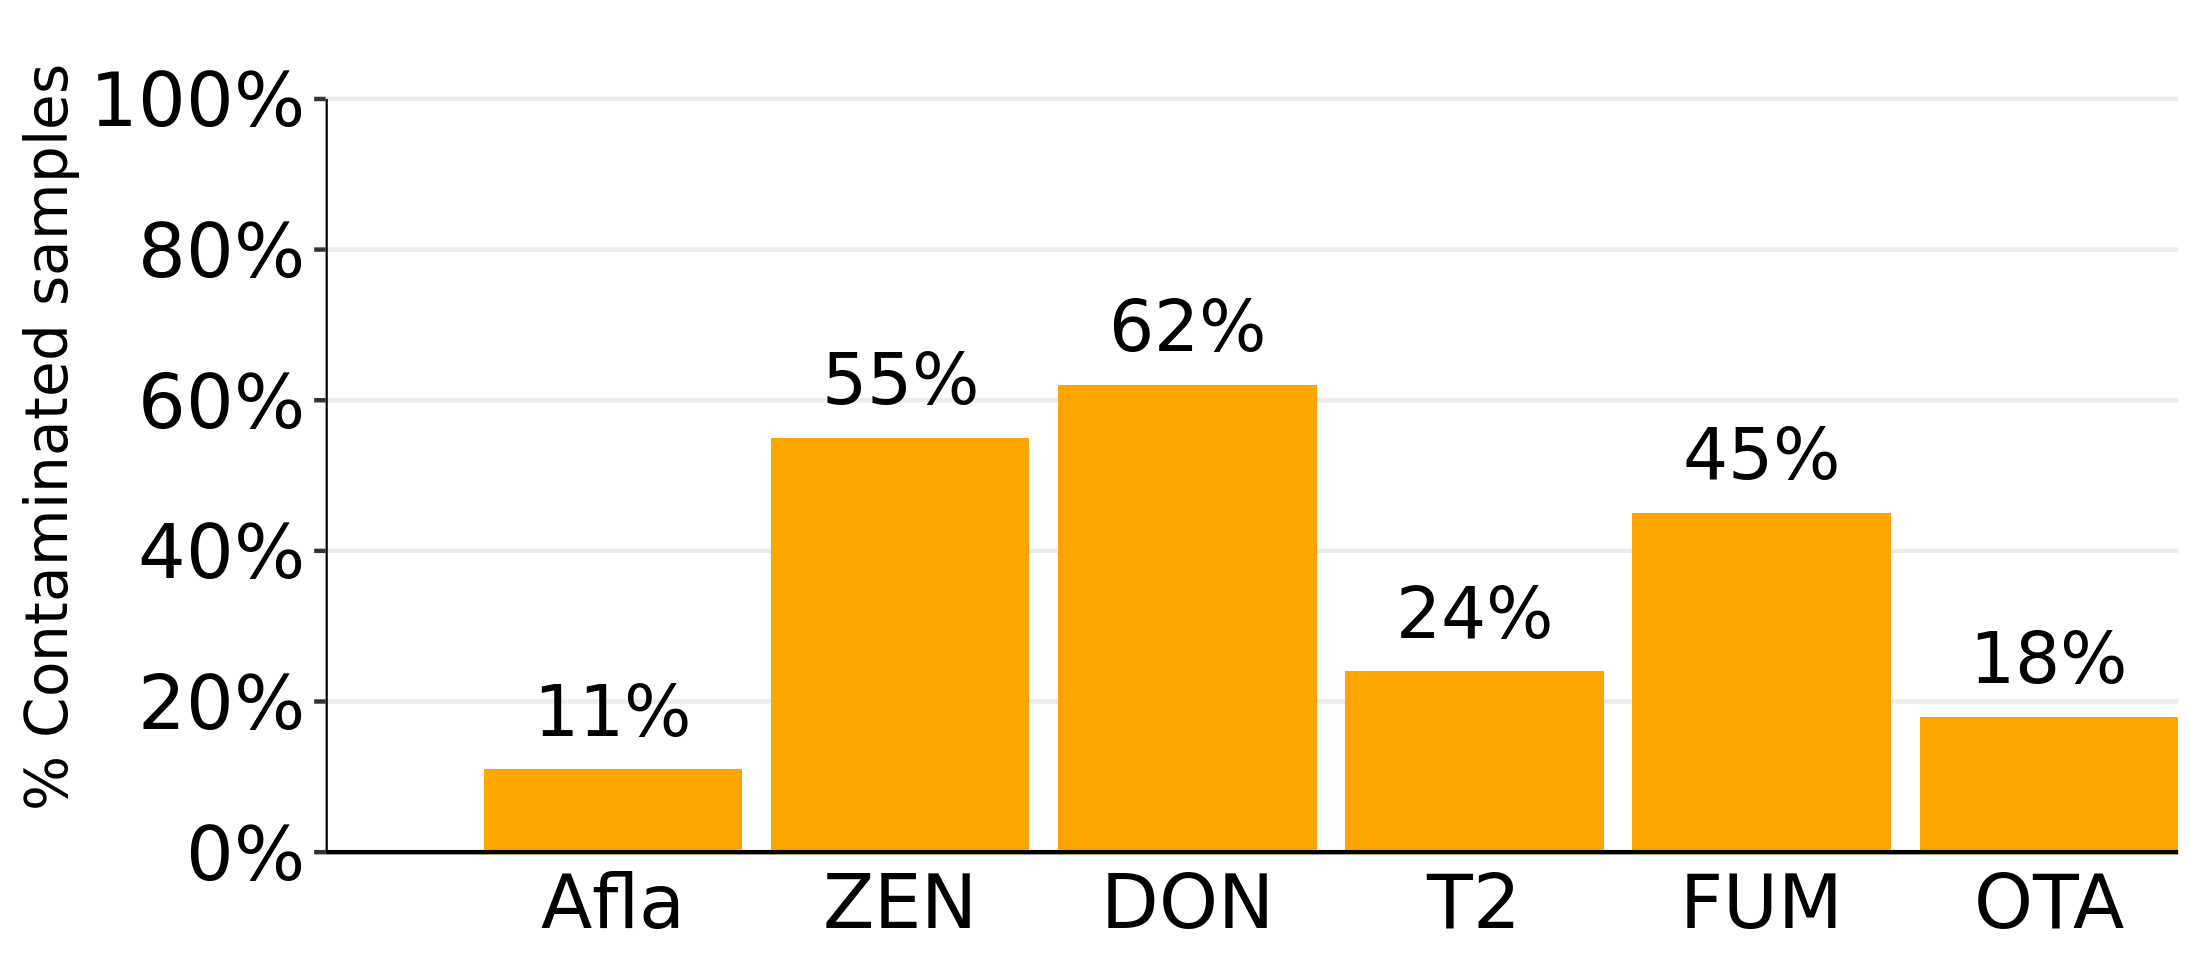 % Contaminated samples
100%
80%
60%
40%
20%
0%
11%
55%
62%
24%
45%
18%
Afla
ZEN
DON
T2
FUM
OTA